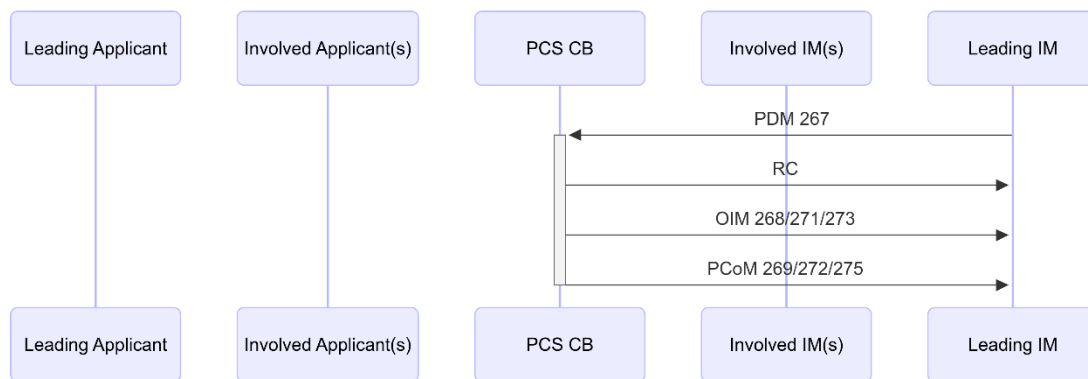 Leading Applicant
Involved Applicant(s)
PCS CB
Involved IM(s)
Leading IM
PDM 267
RC
OIM 268/271/273
PCoM 269/272/275
Leading Applicant
Involved Applicant(s)
PCS CB
Involved IM(s)
Leading IM